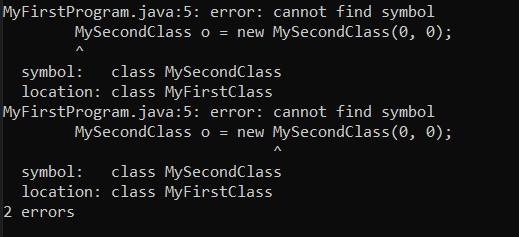 MyFirstProgram.java:5: error: cannot find symbol
        MySecondClass o = new MySecondClass(0, 0);
        ^
  symbol:   class MySecondClass
  location: class MyFirstClass
MyFirstProgram.java:5: error: cannot find symbol
        MySecondClass o = new MySecondClass(0, 0);
                              ^
  symbol:   class MySecondClass
  location: class MyFirstClass
2 errors